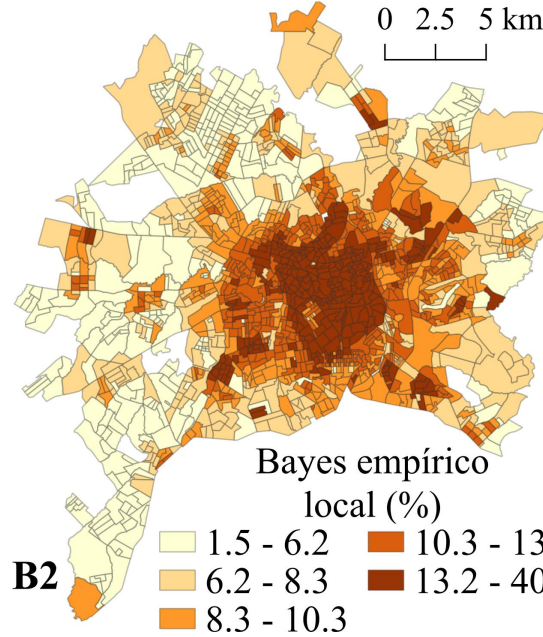 0 2.5 5 km
Bayes empírico
local (%)
B2
1.5 - 6.2
6.2 - 8.3
8.3 - 10.3
10.3 - 13
13.2 - 40